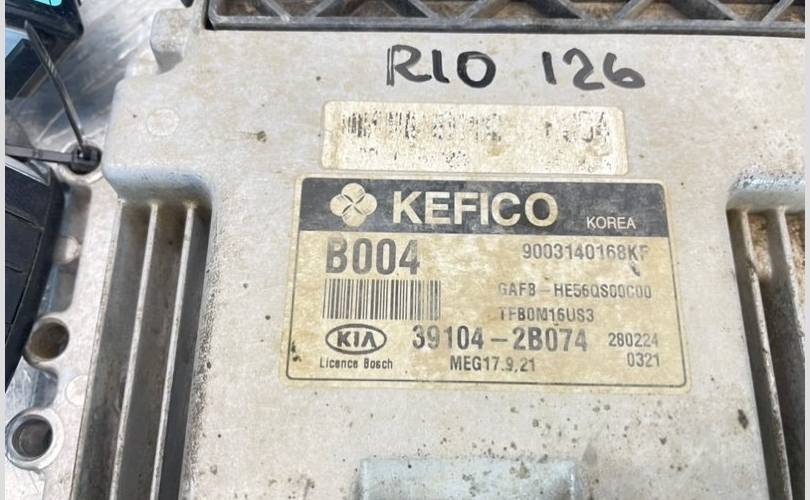 RIO 126
KEFICO KOREA
B004 9003140168KF
GAFB-HE56QS00C00
TFB0M16US3
KIA 39104-2B074 280224
Licence Bosch MEG17.9.21 0321